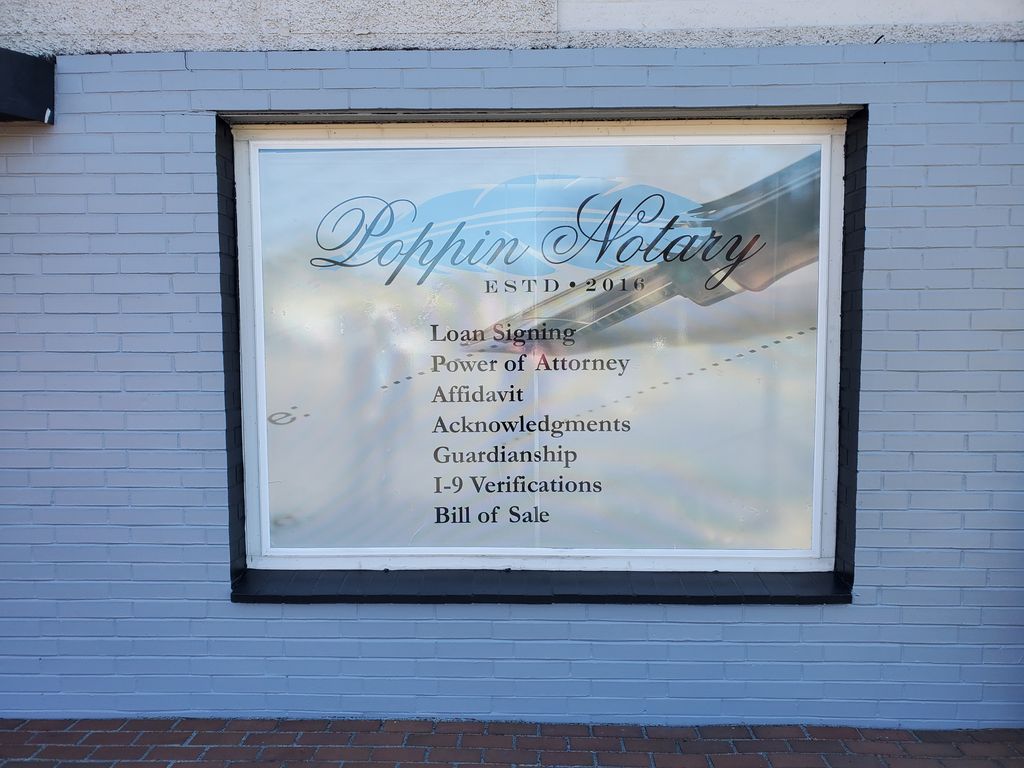 Poppin Notary
ESTD • 2016
Loan Signing
Power of Attorney
Affidavit
Acknowledgments
Guardianship
I-9 Verifications
Bill of Sale
e: